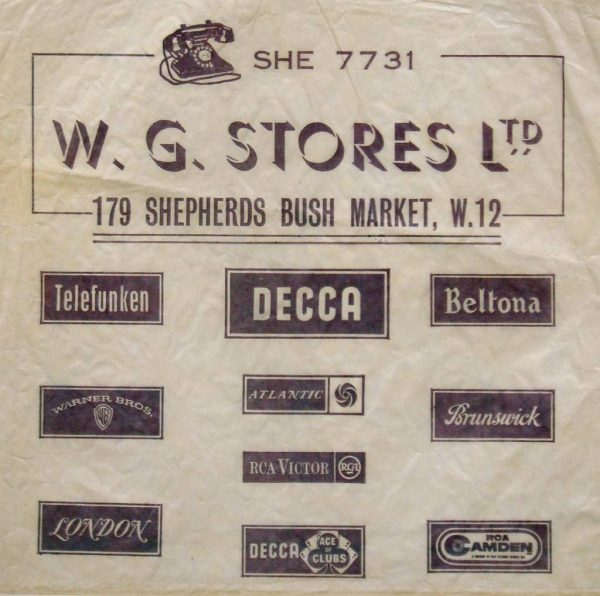 SHE 7731
W. G. STORES LTD
179 SHEPHERDS BUSH MARKET, W.12
Telefunken
DECCA
Beltona
WARNER BROS.
WB
ATLANTIC
Brunswick
RCA VICTOR
RCA
LONDON
DECCA
ACE
OF
CLUBS
RCA
CAMDEN